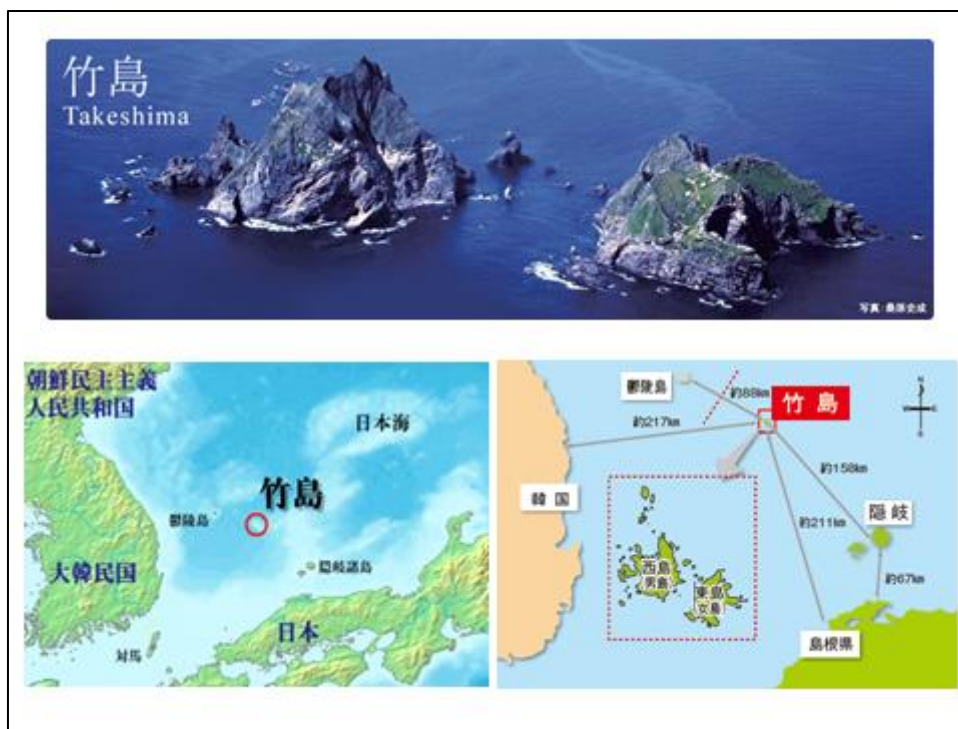 竹島
Takeshima
写真:桑原史成
朝鮮民主主義
人民共和国
日本海
竹島
鬱陵島
大韓民国
隠岐諸島
日本
対馬
鬱陵島
約88km
竹島
約217km
約158km
韓国
隠岐
約211km
西島
男島
東島
女島
約67km
島根県
N
W
E
S